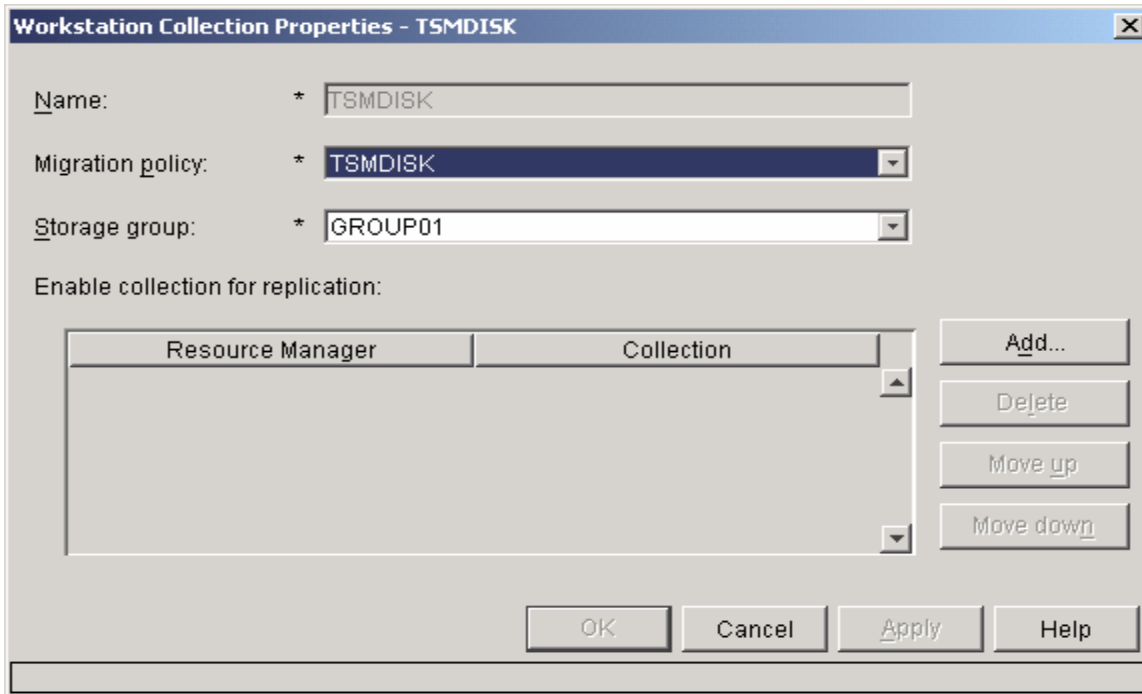 Workstation Collection Properties - TSMDISK
Name: * TSMDISK
Migration policy: * TSMDISK
Storage group: * GROUP01
Enable collection for replication:
Resource Manager Collection
Add...
Delete
Move up
Move down
OK Cancel Apply Help